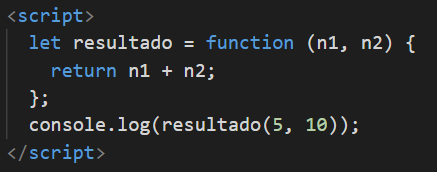 <script>
  let resultado = function (n1, n2) {
    return n1 + n2;
  };
  console.log(resultado(5, 10));
</script>